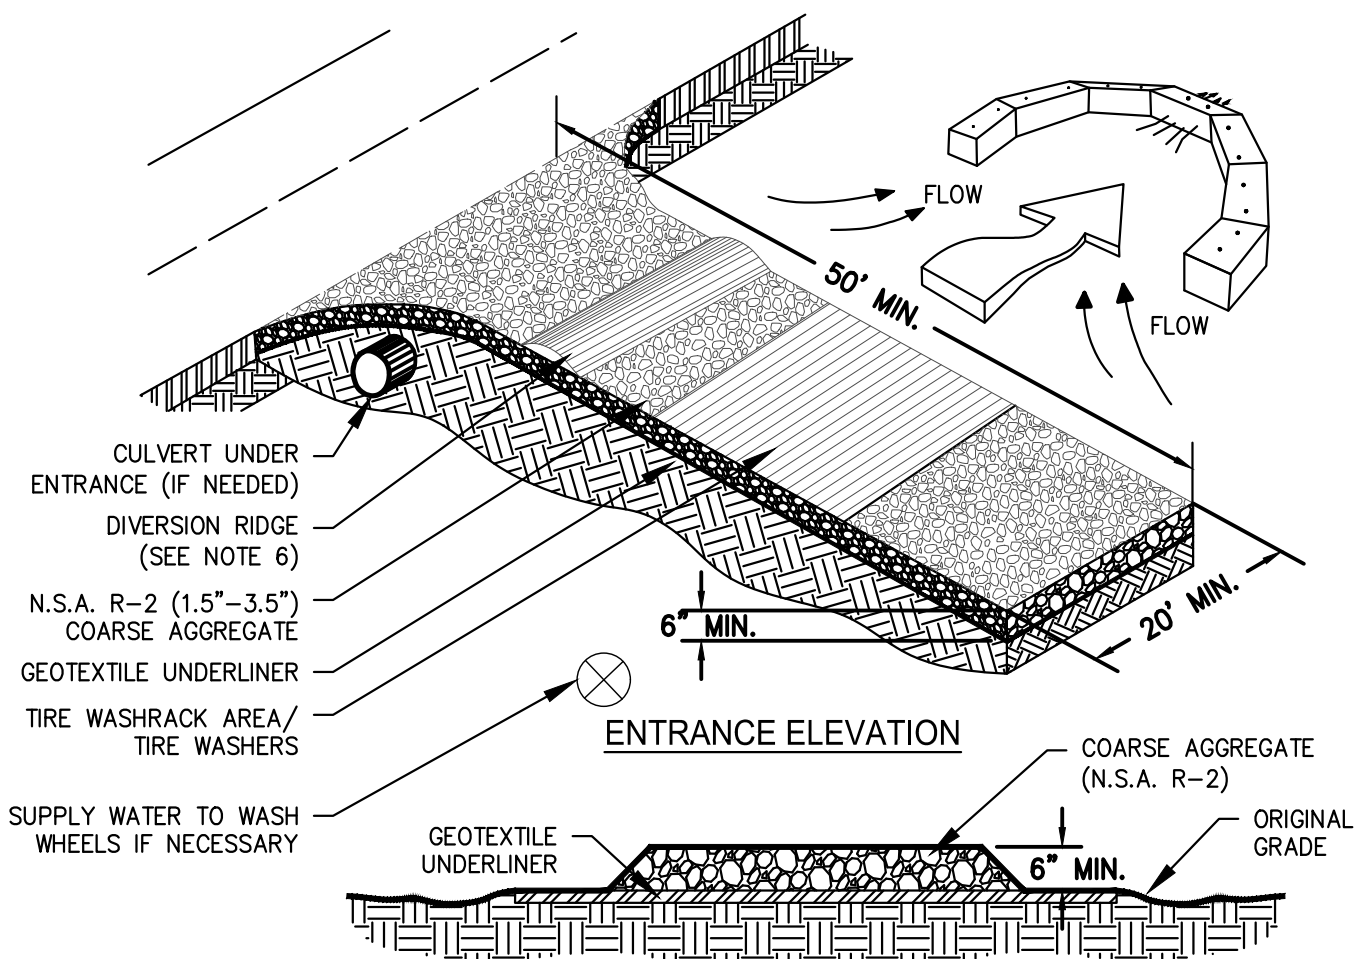 FLOW
50' MIN.
FLOW
CULVERT UNDER
ENTRANCE (IF NEEDED)
DIVERSION RIDGE
(SEE NOTE 6)
N.S.A. R-2 (1.5"-3.5")
COARSE AGGREGATE
GEOTEXTILE UNDERLINER
TIRE WASHRACK AREA/
TIRE WASHERS
SUPPLY WATER TO WASH
WHEELS IF NECESSARY
6" MIN.
20' MIN.
ENTRANCE ELEVATION
COARSE AGGREGATE
(N.S.A. R-2)
GEOTEXTILE
UNDERLINER
6" MIN.
ORIGINAL
GRADE